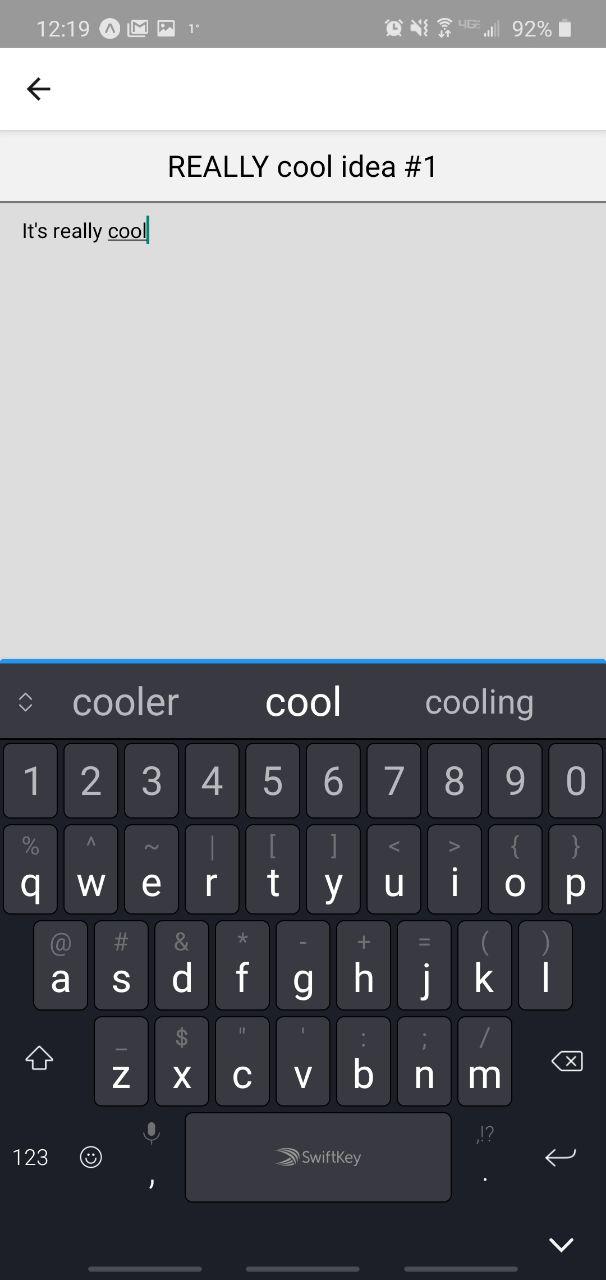 12:19 1° 4GE 92%
REALLY cool idea #1
It's really cool
cooler cool cooling
1 2 3 4 5 6 7 8 9 0
% ^ ~ | [ ] < > { }
q w e r t y u i o p
@ # & * - + = ( )
a s d f g h j k l
_ $ " ' : ; /
z x c v b n m
,!?
123 , SwiftKey .